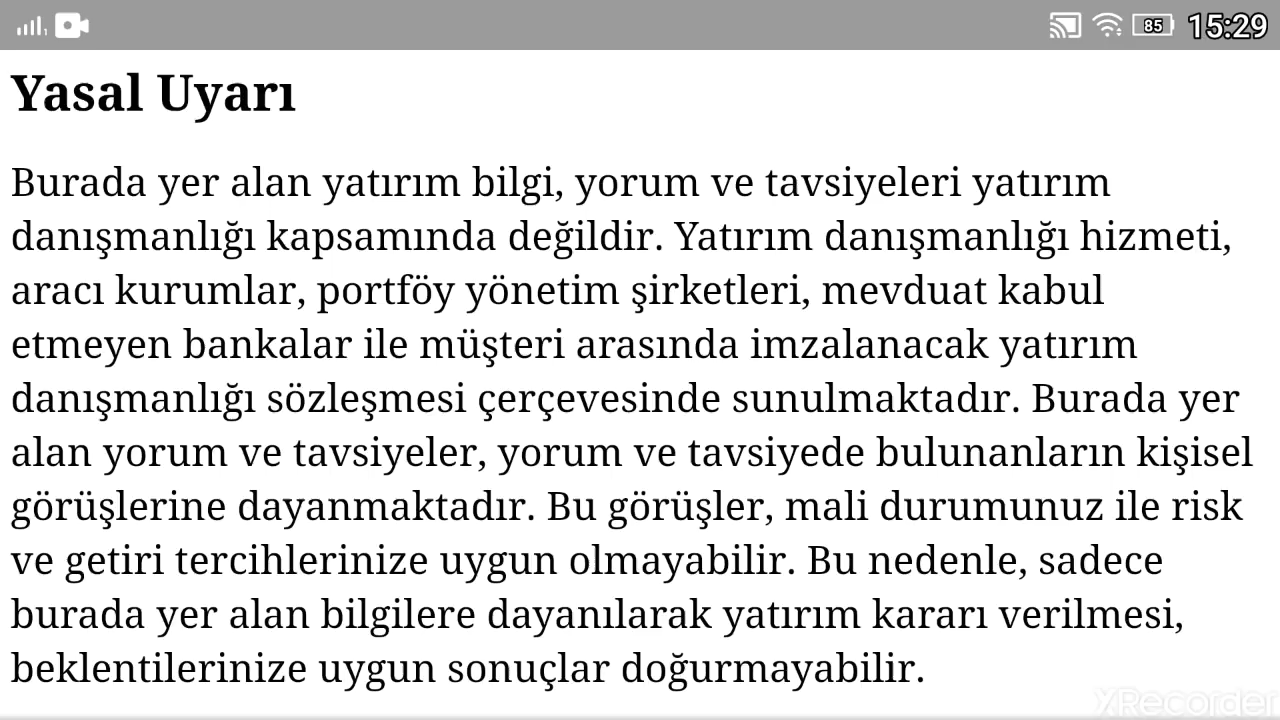 85 15:29
Yasal Uyarı
Burada yer alan yatırım bilgi, yorum ve tavsiyeleri yatırım
danışmanlığı kapsamında değildir. Yatırım danışmanlığı hizmeti,
aracı kurumlar, portföy yönetim şirketleri, mevduat kabul
etmeyen bankalar ile müşteri arasında imzalanacak yatırım
danışmanlığı sözleşmesi çerçevesinde sunulmaktadır. Burada yer
alan yorum ve tavsiyeler, yorum ve tavsiyede bulunanların kişisel
görüşlerine dayanmaktadır. Bu görüşler, mali durumunuz ile risk
ve getiri tercihlerinize uygun olmayabilir. Bu nedenle, sadece
burada yer alan bilgilere dayanılarak yatırım kararı verilmesi,
beklentilerinize uygun sonuçlar doğurmayabilir.
XRecorder